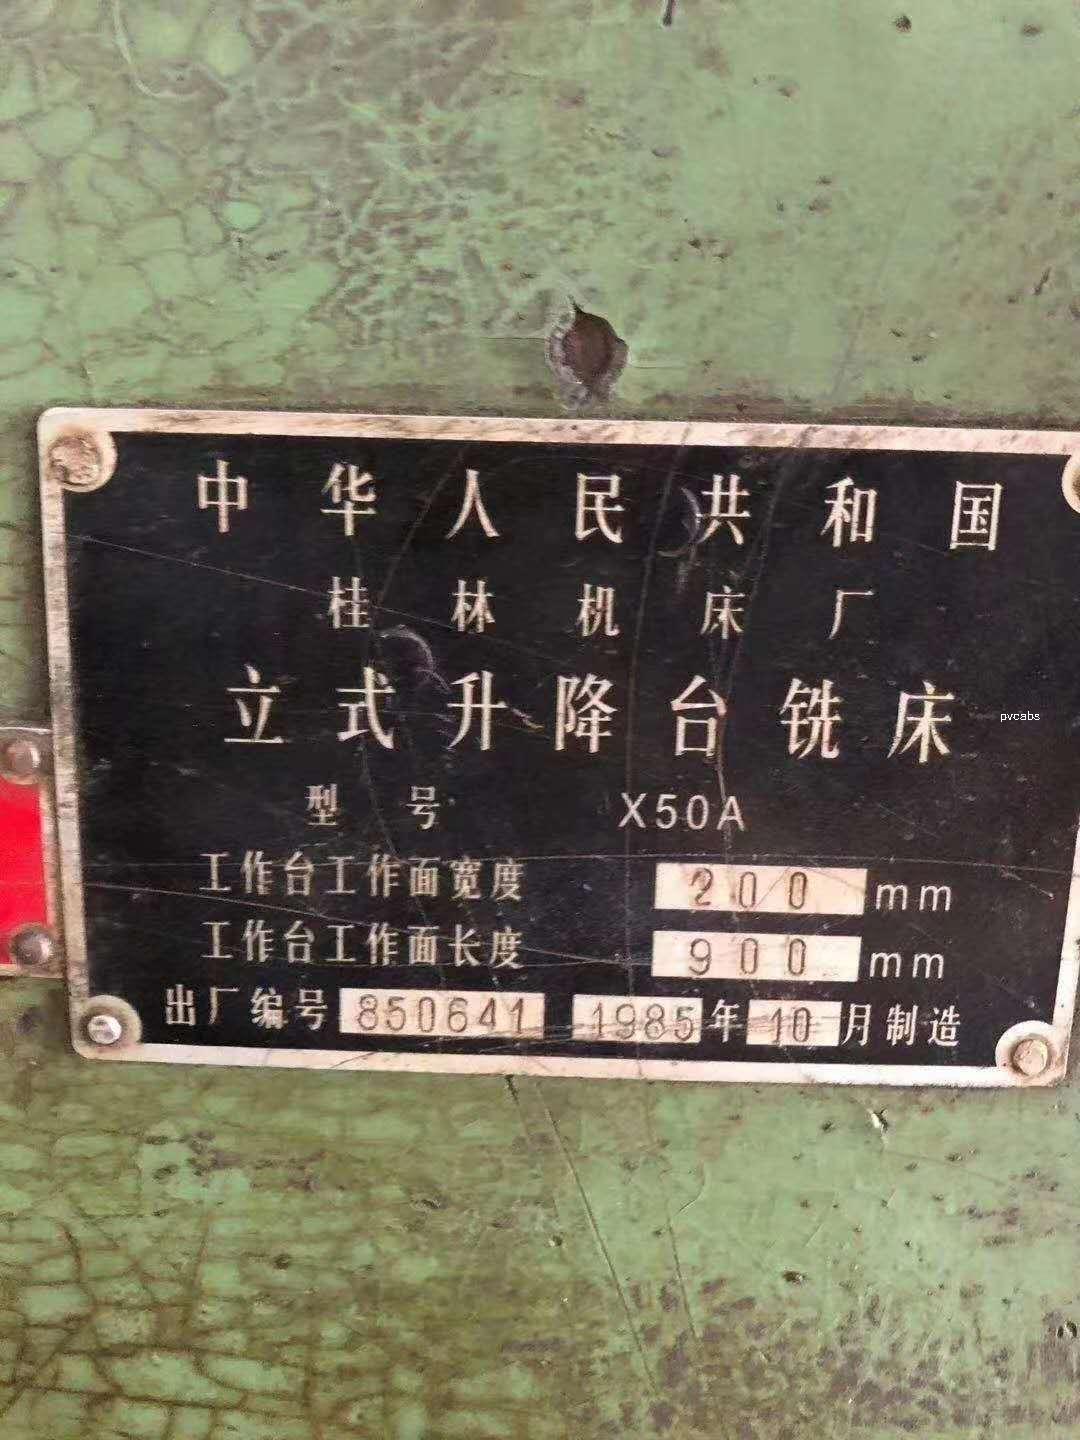 中华人民共和国
桂林机床厂
立式升降台铣床
pvcabs
型号 X50A
工作台工作面宽度 200 mm
工作台工作面长度 900 mm
出厂编号 850641 1985年10月制造